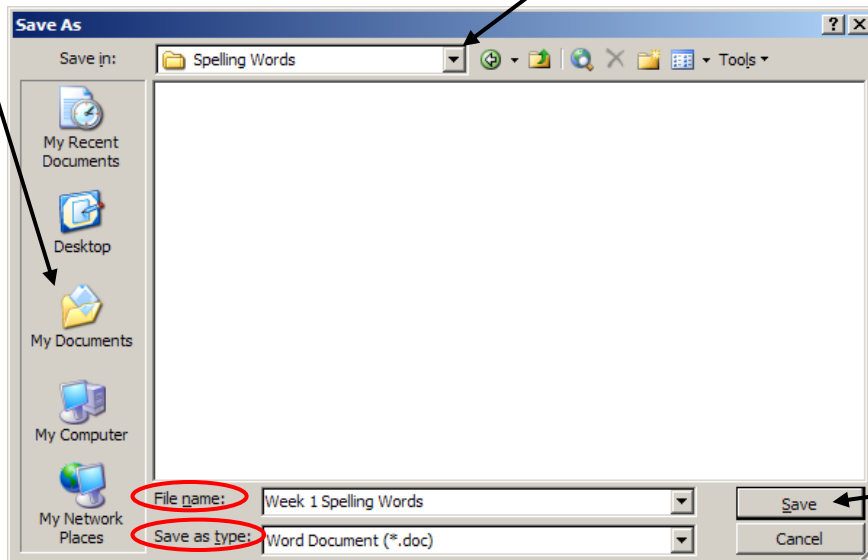 Save As
Save in:
Spelling Words
Tools
My Recent
Documents
Desktop
My Documents
My Computer
My Network
Places
File name:
Week 1 Spelling Words
Save
Save as type:
Word Document (*.doc)
Cancel